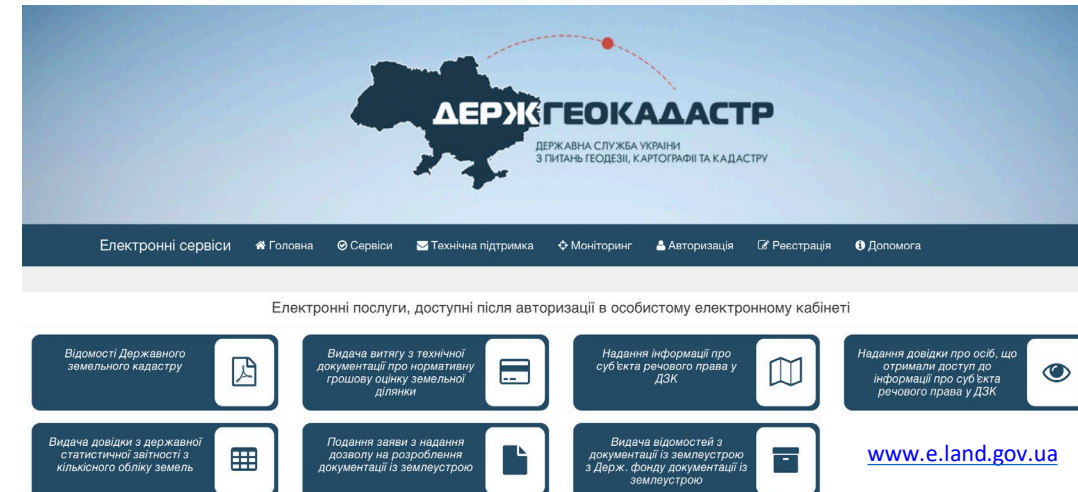 ДЕРЖГЕОКАДАСТР
ДЕРЖАВНА СЛУЖБА УКРАЇНИ
З ПИТАНЬ ГЕОДЕЗІЇ, КАРТОГРАФІЇ ТА КАДАСТРУ
Електронні сервіси Головна Сервіси Технічна підтримка Моніторинг Авторизація Реєстрація Допомога
Електронні послуги, доступні після авторизації в особистому електронному кабінеті
Відомості Державного
земельного кадастру
Видача витягу з технічної
документації про нормативну
грошову оцінку земельної
ділянки
Надання інформації про
суб'єкта речового права у
ДЗК
Надання довідки про осіб, що
отримали доступ до
інформації про суб'єкта
речового права у ДЗК
Видача довідки з державної
статистичної звітності з
кількісного обліку земель
Подання заяви з надання
дозволу на розроблення
документації із землеустрою
Видача відомостей з
документації із землеустрою
з Держ. фонду документації із
землеустрою
www.e.land.gov.ua